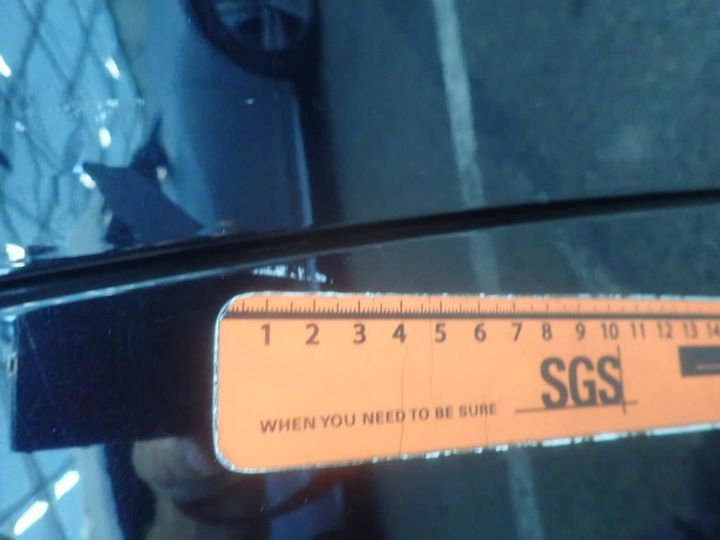 1 2 3 4 5 6 7 8 9 10 11 12 13 14
SGS
WHEN YOU NEED TO BE SURE